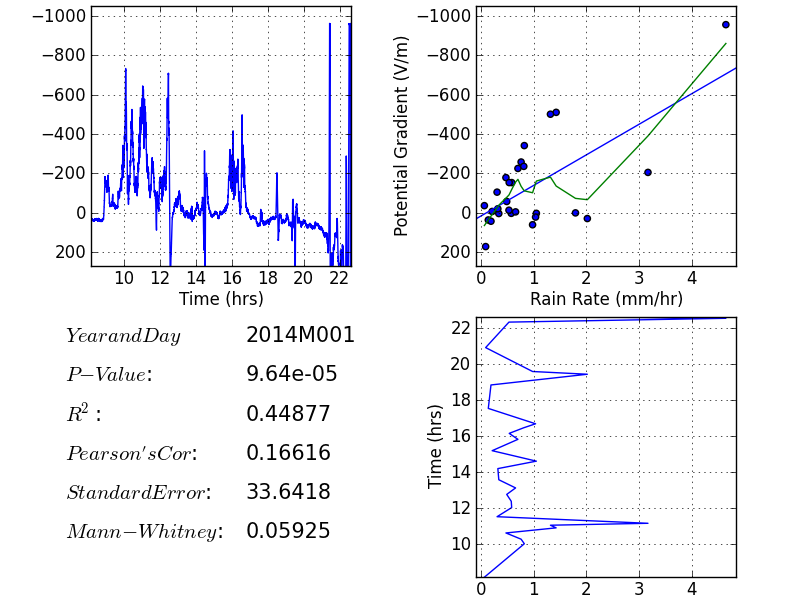 −1000
−800
−600
−400
−200
0
200
10 12 14 16 18 20 22
Time (hrs)
Potential Gradient (V/m)
−1000
−800
−600
−400
−200
0
200
0 1 2 3 4
Rain Rate (mm/hr)
YearandDay 2014M001
P−Value: 9.64e-05
R² : 0.44877
Pearson'sCor: 0.16616
StandardError: 33.6418
Mann−Whitney: 0.05925
Time (hrs)
22
20
18
16
14
12
10
0 1 2 3 4